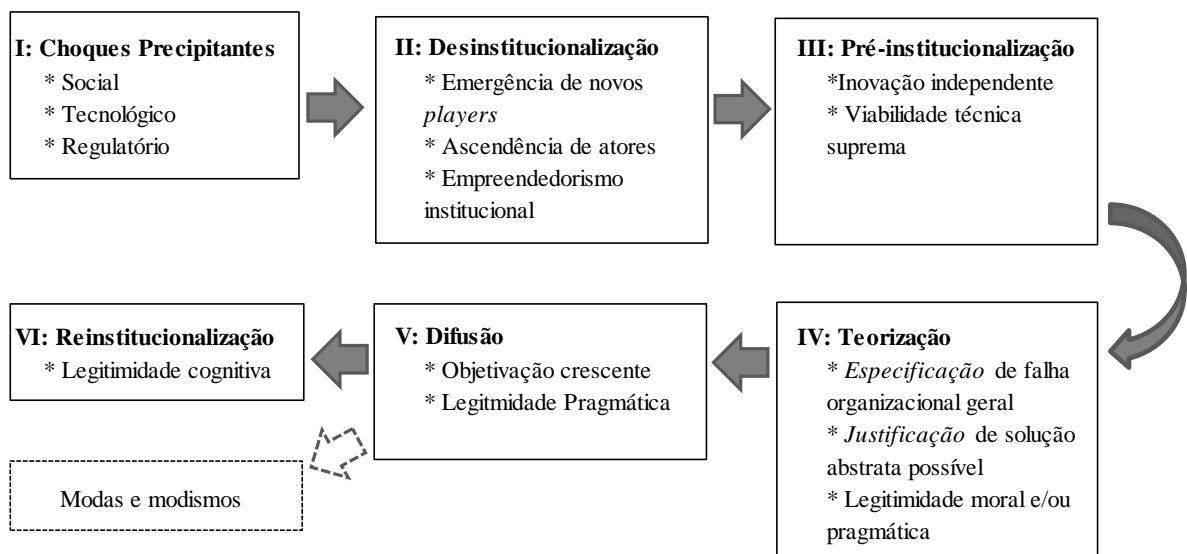 I: Choques Precipitantes
* Social
* Tecnológico
* Regulatório
II: Desinstitucionalização
* Emergência de novos
players
* Ascendência de atores
* Empreendedorismo
institucional
III: Pré-institucionalização
*Inovação independente
* Viabilidade técnica
suprema
IV: Teorização
* Especificação de falha
organizacional geral
* Justificação de solução
abstrata possível
* Legitimidade moral e/ou
pragmática
V: Difusão
* Objetivação crescente
* Legitmidade Pragmática
VI: Reinstitucionalização
* Legitimidade cognitiva
Modas e modismos